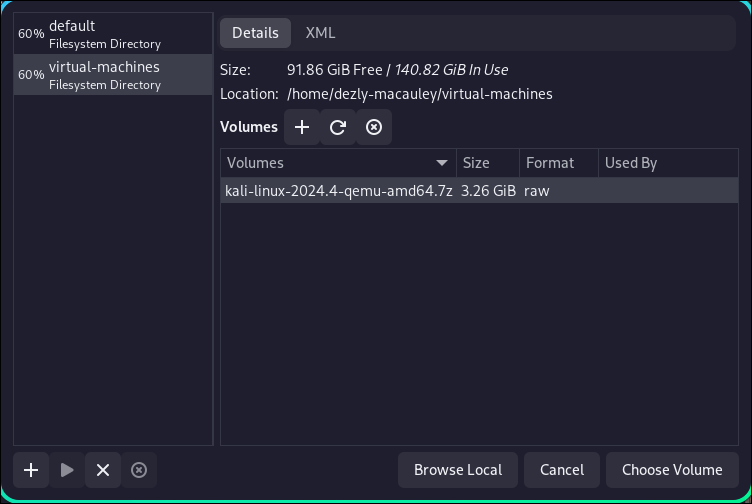 60% default
Filesystem Directory
60% virtual-machines
Filesystem Directory
Details XML
Size: 91.86 GiB Free / 140.82 GiB In Use
Location: /home/dezly-macauley/virtual-machines
Volumes
Volumes Size Format Used By
kali-linux-2024.4-qemu-amd64.7z 3.26 GiB raw
Browse Local Cancel Choose Volume